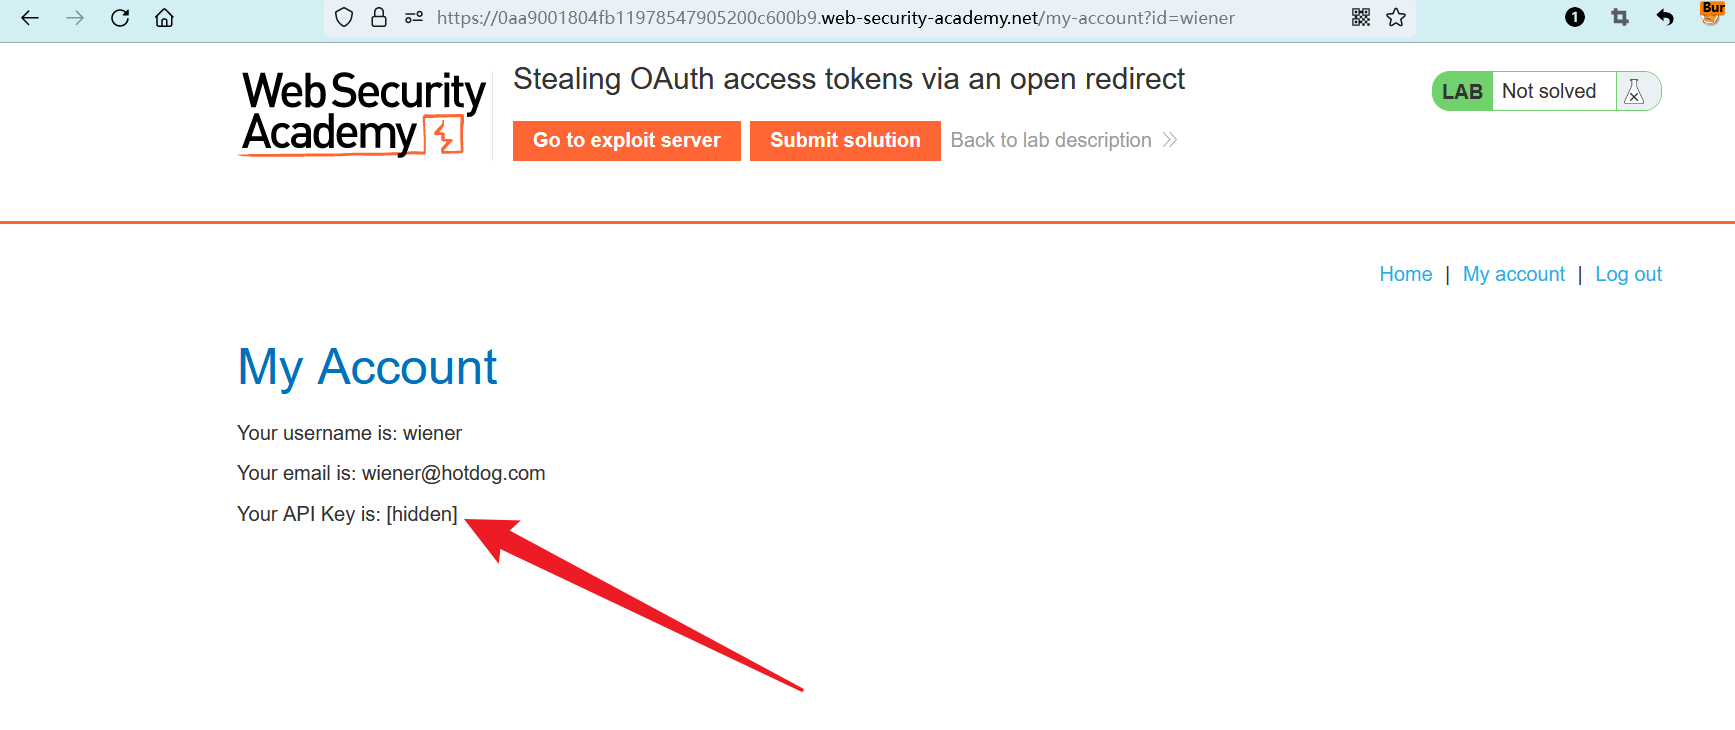 https://0aa9001804fb11978547905200c600b9.web-security-academy.net/my-account?id=wiener
1
Bur
Web Security
Academy
Stealing OAuth access tokens via an open redirect
Go to exploit server
Submit solution
Back to lab description
LAB
Not solved
Home | My account | Log out
My Account
Your username is: wiener
Your email is: wiener@hotdog.com
Your API Key is: [hidden]